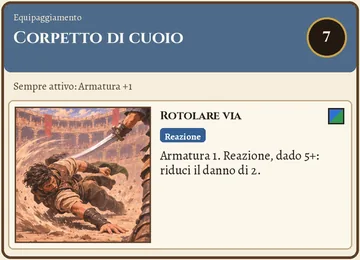 Equipaggiamento
Corpetto di cuoio
7
Sempre attivo: Armatura +1
Rotolare via
Reazione
Armatura 1. Reazione, dado 5+:
riduci il danno di 2.